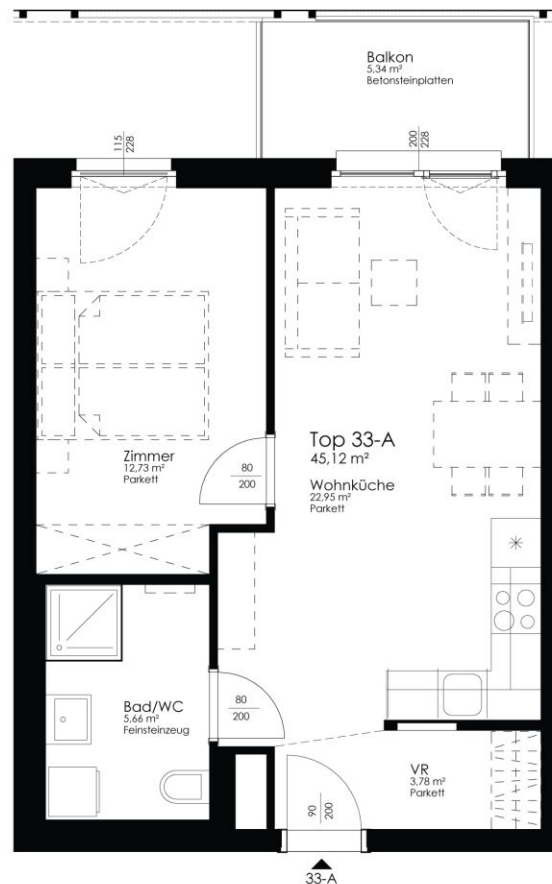 Balkon
5,34 m²
Betonsteinplatten
115
228
200
228
Top 33-A
45,12 m²
Zimmer
12,73 m²
Parkett
80
200
Wohnküche
22,95 m²
Parkett
Bad/WC
5,66 m²
Feinsteinzeug
80
200
VR
3,78 m²
Parkett
90
200
33-A